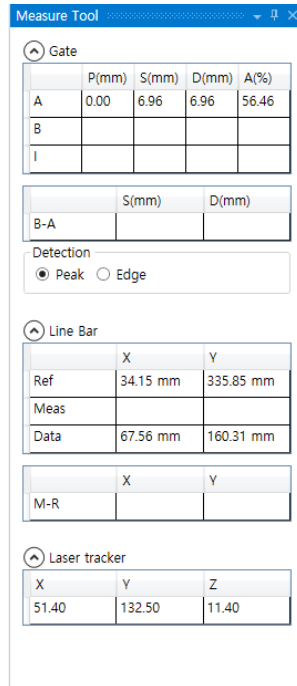 Measure Tool
Gate
P(mm) S(mm) D(mm) A(%)
A 0.00 6.96 6.96 56.46
B
I
S(mm) D(mm)
B-A
Detection
Peak Edge
Line Bar
X Y
Ref 34.15 mm 335.85 mm
Meas
Data 67.56 mm 160.31 mm
X Y
M-R
Laser tracker
X Y Z
51.40 132.50 11.40